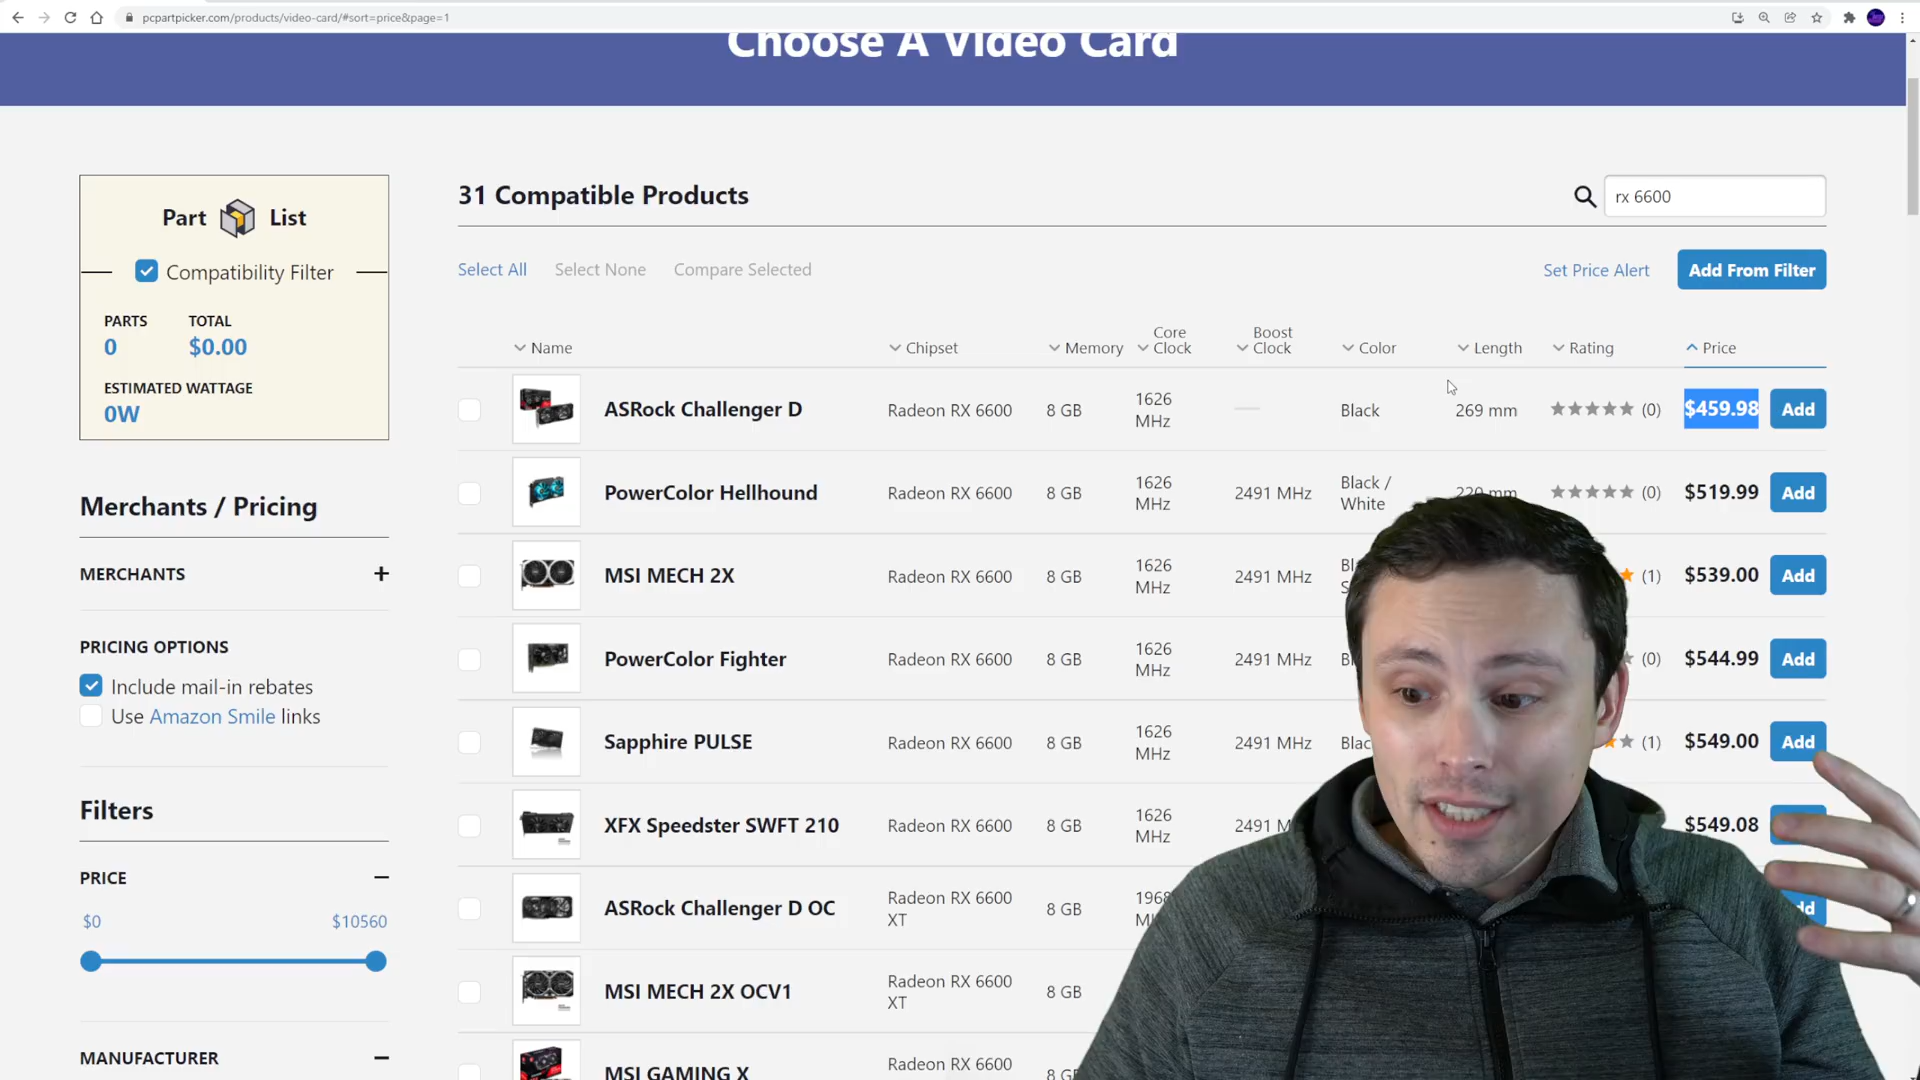 pcpartpicker.com/products/video-card/#sort=price&page=1
Choose A Video Card
Part List
Compatibility Filter
PARTS TOTAL
0 $0.00
ESTIMATED WATTAGE
0W
Merchants / Pricing
MERCHANTS
PRICING OPTIONS
Include mail-in rebates
Use Amazon Smile links
Filters
PRICE
$0 $10560
MANUFACTURER
31 Compatible Products
rx 6600
Select All Select None Compare Selected Set Price Alert Add From Filter
Name Chipset Memory Core Clock Boost Clock Color Length Rating Price
ASRock Challenger D Radeon RX 6600 8 GB 1626 MHz Black 269 mm (0) $459.98 Add
PowerColor Hellhound Radeon RX 6600 8 GB 1626 MHz 2491 MHz Black / White 220 mm (0) $519.99 Add
MSI MECH 2X Radeon RX 6600 8 GB 1626 MHz 2491 MHz (1) $539.00 Add
PowerColor Fighter Radeon RX 6600 8 GB 1626 MHz 2491 MHz (0) $544.99 Add
Sapphire PULSE Radeon RX 6600 8 GB 1626 MHz 2491 MHz (1) $549.00 Add
XFX Speedster SWFT 210 Radeon RX 6600 8 GB 1626 MHz 2491 $549.08
ASRock Challenger D OC Radeon RX 6600 XT 8 GB 1968
MSI MECH 2X OCV1 Radeon RX 6600 XT 8 GB
MSI GAMING X Radeon RX 6600 8